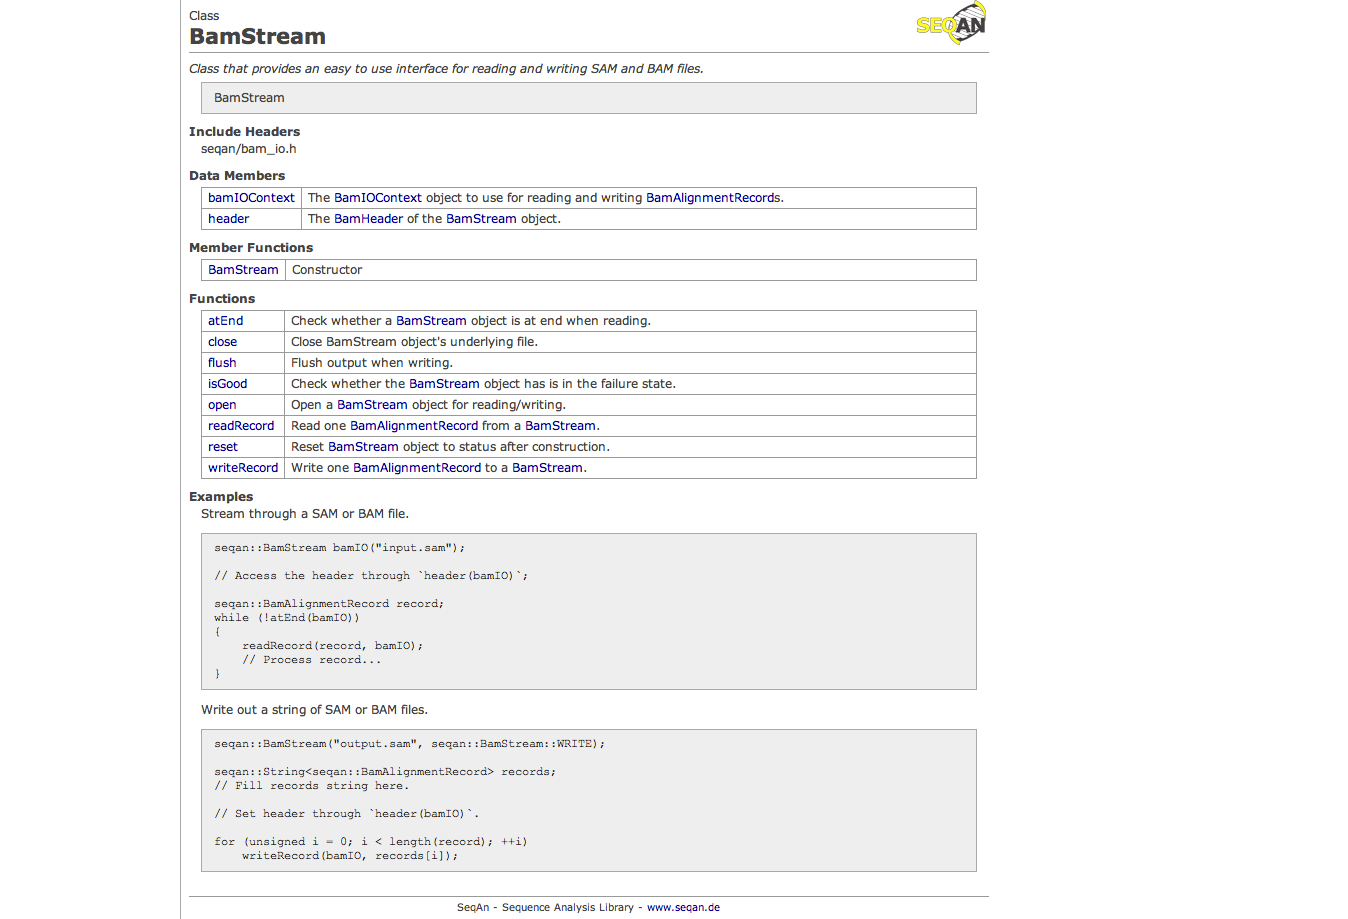 Class
BamStream
SEQAN
Class that provides an easy to use interface for reading and writing SAM and BAM files.
BamStream
Include Headers
seqan/bam_io.h
Data Members
bamIOContext The BamIOContext object to use for reading and writing BamAlignmentRecords.
header The BamHeader of the BamStream object.
Member Functions
BamStream Constructor
Functions
atEnd Check whether a BamStream object is at end when reading.
close Close BamStream object's underlying file.
flush Flush output when writing.
isGood Check whether the BamStream object has is in the failure state.
open Open a BamStream object for reading/writing.
readRecord Read one BamAlignmentRecord from a BamStream.
reset Reset BamStream object to status after construction.
writeRecord Write one BamAlignmentRecord to a BamStream.
Examples
Stream through a SAM or BAM file.
seqan::BamStream bamIO("input.sam");
// Access the header through `header(bamIO)`;
seqan::BamAlignmentRecord record;
while (!atEnd(bamIO))
{
    readRecord(record, bamIO);
    // Process record...
}
Write out a string of SAM or BAM files.
seqan::BamStream("output.sam", seqan::BamStream::WRITE);
seqan::String<seqan::BamAlignmentRecord> records;
// Fill records string here.
// Set header through `header(bamIO)`.
for (unsigned i = 0; i < length(record); ++i)
    writeRecord(bamIO, records[i]);
SeqAn - Sequence Analysis Library - www.seqan.de